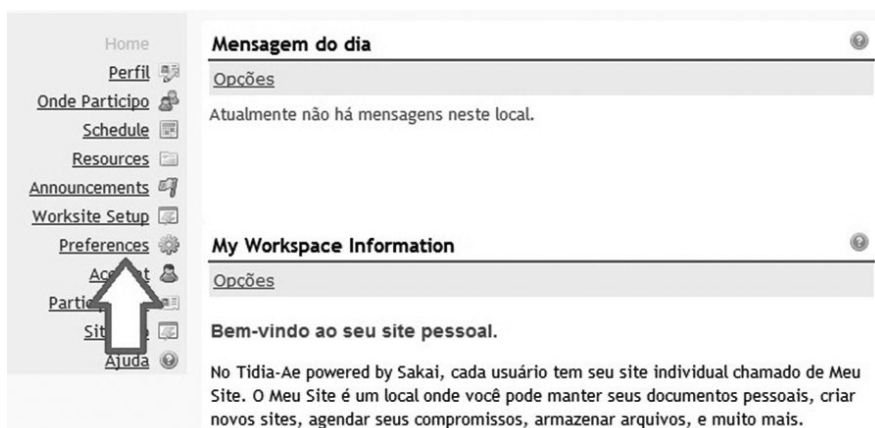 Home
Perfil
Onde Participo
Schedule
Resources
Announcements
Worksite Setup
Preferences
Ajuda
Mensagem do dia
Opções
Atualmente não há mensagens neste local.
My Workspace Information
Opções
Bem-vindo ao seu site pessoal.
No Tidia-Ae powered by Sakai, cada usuário tem seu site individual chamado de Meu
Site. O Meu Site é um local onde você pode manter seus documentos pessoais, criar
novos sites, agendar seus compromissos, armazenar arquivos, e muito mais.